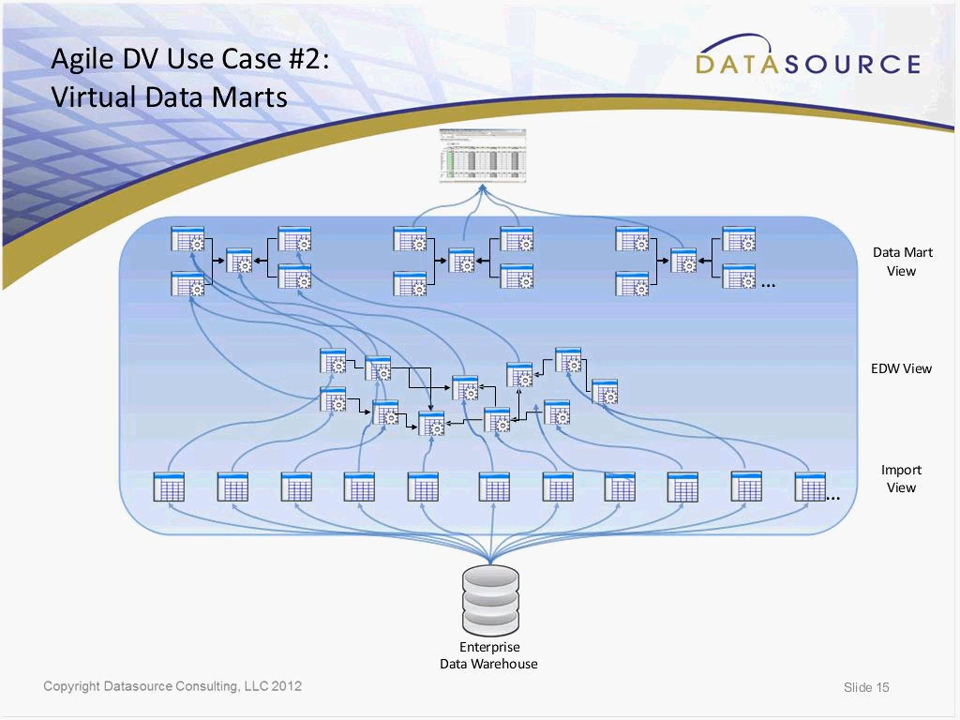 Agile DV Use Case #2:
Virtual Data Marts
DATASOURCE
Data Mart
View
...
EDW View
Import
View
...
Enterprise
Data Warehouse
Copyright Datasource Consulting, LLC 2012
Slide 15